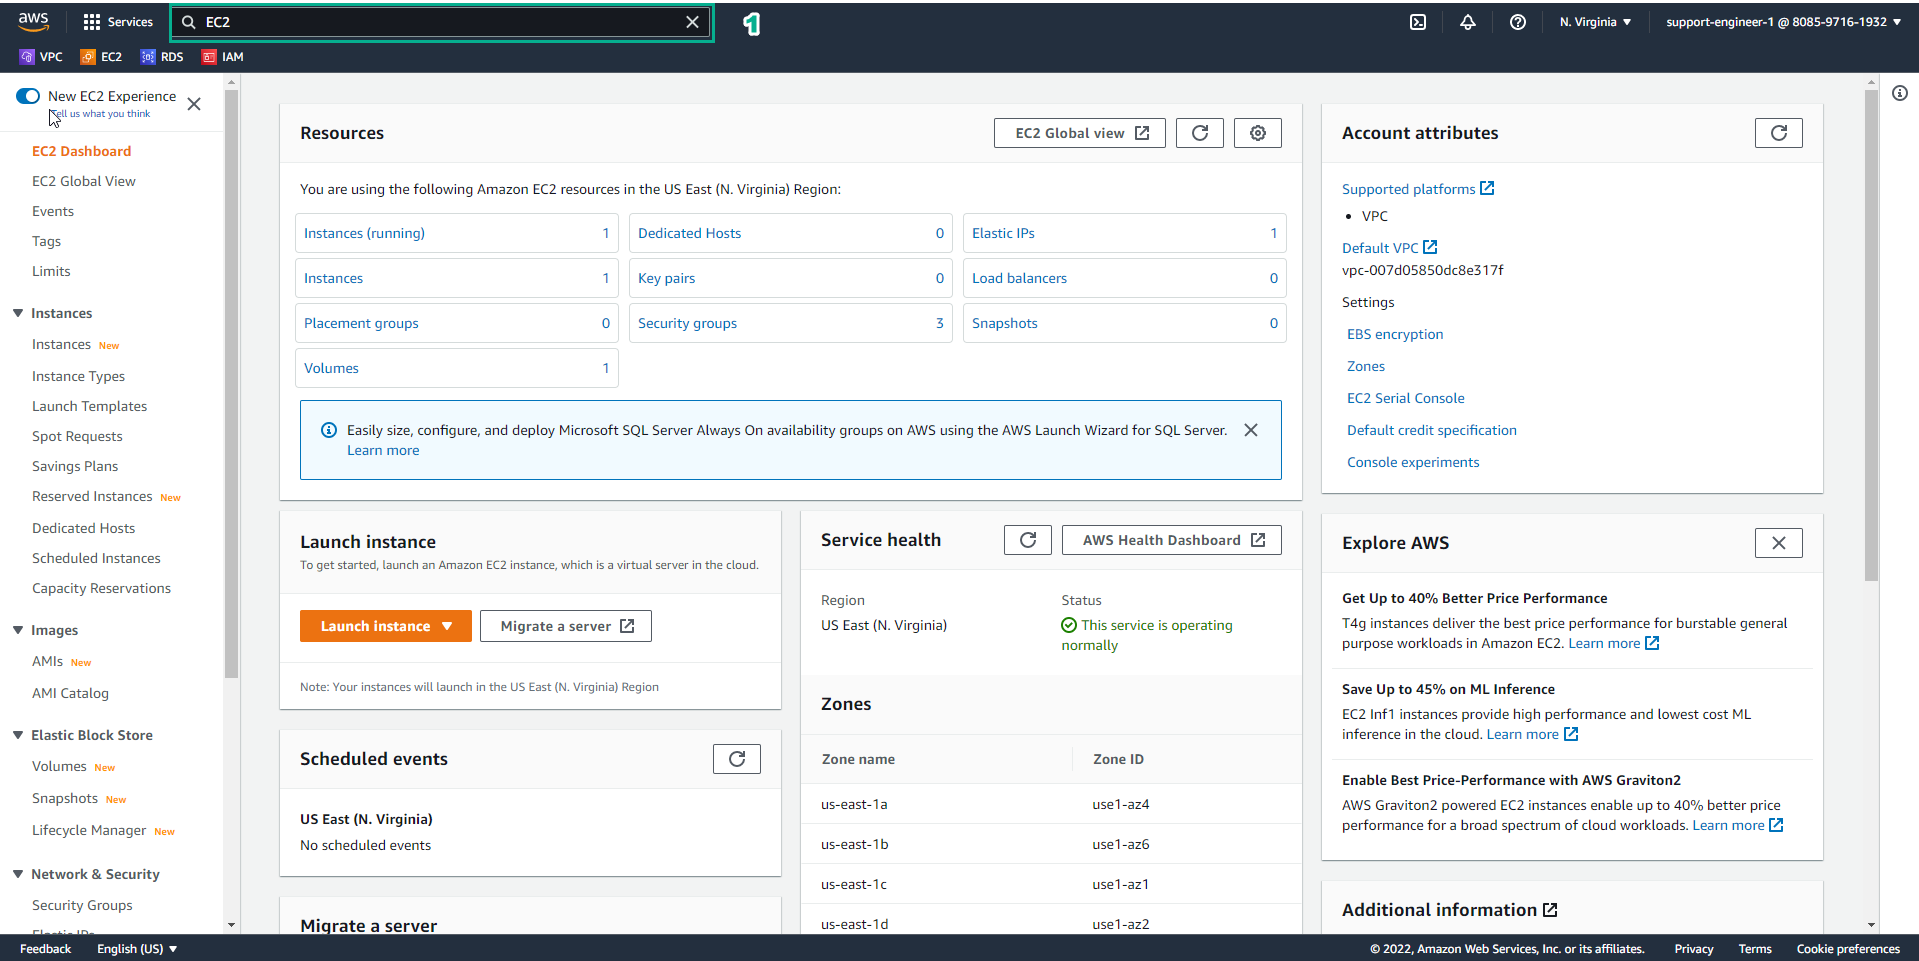 aws
Services
EC2
1
N. Virginia
support-engineer-1 @ 8085-9716-1932
VPC
EC2
RDS
IAM
New EC2 Experience
Tell us what you think
EC2 Dashboard
EC2 Global View
Events
Tags
Limits
Instances
Instances New
Instance Types
Launch Templates
Spot Requests
Savings Plans
Reserved Instances New
Dedicated Hosts
Scheduled Instances
Capacity Reservations
Images
AMIs New
AMI Catalog
Elastic Block Store
Volumes New
Snapshots New
Lifecycle Manager New
Network & Security
Security Groups
Elastic IPs
Resources
EC2 Global view
You are using the following Amazon EC2 resources in the US East (N. Virginia) Region:
Instances (running) 1
Dedicated Hosts 0
Elastic IPs 1
Instances 1
Key pairs 0
Load balancers 0
Placement groups 0
Security groups 3
Snapshots 0
Volumes 1
Easily size, configure, and deploy Microsoft SQL Server Always On availability groups on AWS using the AWS Launch Wizard for SQL Server.
Learn more
Launch instance
To get started, launch an Amazon EC2 instance, which is a virtual server in the cloud.
Launch instance
Migrate a server
Note: Your instances will launch in the US East (N. Virginia) Region
Scheduled events
US East (N. Virginia)
No scheduled events
Migrate a server
Service health
AWS Health Dashboard
Region
US East (N. Virginia)
Status
This service is operating
normally
Zones
Zone name Zone ID
us-east-1a use1-az4
us-east-1b use1-az6
us-east-1c use1-az1
us-east-1d use1-az2
Account attributes
Supported platforms
• VPC
Default VPC
vpc-007d05850dc8e317f
Settings
EBS encryption
Zones
EC2 Serial Console
Default credit specification
Console experiments
Explore AWS
Get Up to 40% Better Price Performance
T4g instances deliver the best price performance for burstable general
purpose workloads in Amazon EC2. Learn more
Save Up to 45% on ML Inference
EC2 Inf1 instances provide high performance and lowest cost ML
inference in the cloud. Learn more
Enable Best Price-Performance with AWS Graviton2
AWS Graviton2 powered EC2 instances enable up to 40% better price
performance for a broad spectrum of cloud workloads. Learn more
Additional information
Feedback
English (US)
© 2022, Amazon Web Services, Inc. or its affiliates.
Privacy
Terms
Cookie preferences